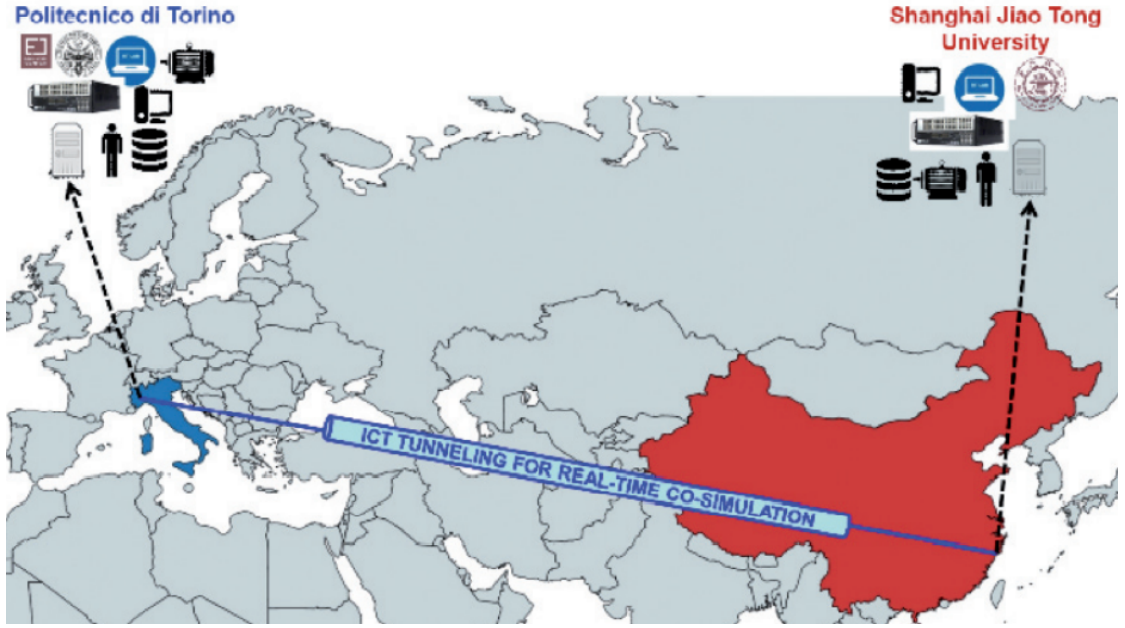 Politecnico di Torino
Shanghai Jiao Tong
University
ICT TUNNELING FOR REAL-TIME CO-SIMULATION